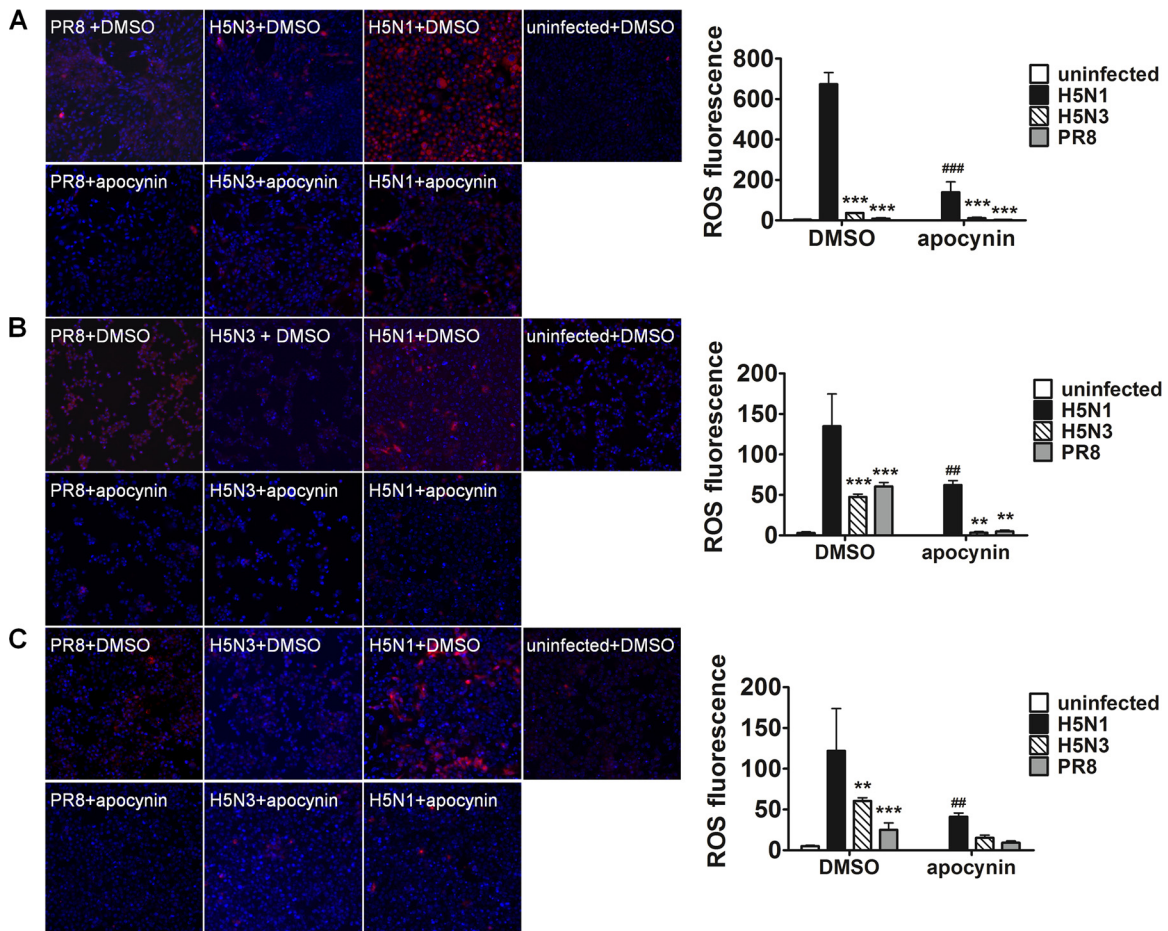 A
PR8 +DMSO
H5N3+DMSO
H5N1+DMSO
uninfected+DMSO
PR8+apocynin
H5N3+apocynin
H5N1+apocynin
ROS fluorescence
800
600
400
200
0
***
***
###
***
***
DMSO
apocynin
uninfected
H5N1
H5N3
PR8
B
PR8+DMSO
H5N3 + DMSO
H5N1+DMSO
uninfected+DMSO
PR8+apocynin
H5N3+apocynin
H5N1+apocynin
ROS fluorescence
200
150
100
50
0
***
***
##
**
**
DMSO
apocynin
uninfected
H5N1
H5N3
PR8
C
PR8+DMSO
H5N3+DMSO
H5N1+DMSO
uninfected+DMSO
PR8+apocynin
H5N3+apocynin
H5N1+apocynin
ROS fluorescence
200
150
100
50
0
**
***
##
DMSO
apocynin
uninfected
H5N1
H5N3
PR8